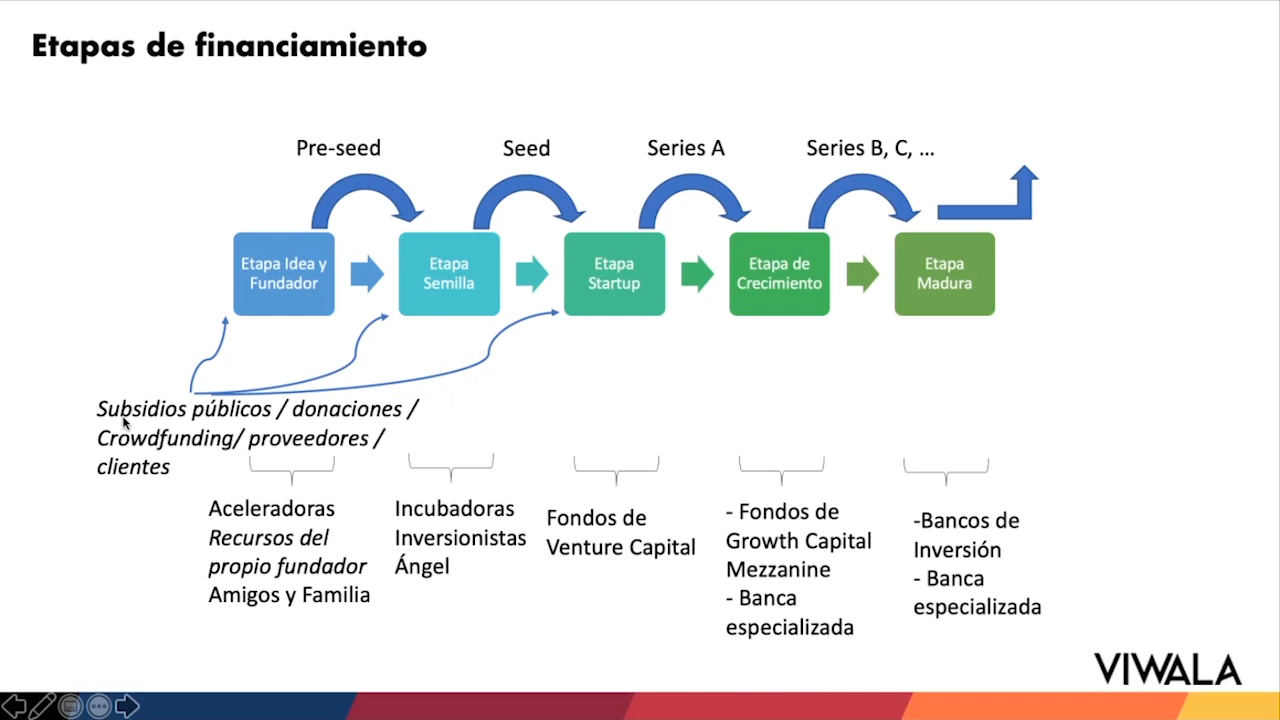 Etapas de financiamiento
Pre-seed
Seed
Series A
Series B, C, ...
Etapa Idea y
Fundador
Etapa
Semilla
Etapa
Startup
Etapa de
Crecimiento
Etapa
Madura
Subsidios públicos / donaciones /
Crowdfunding/ proveedores /
clientes
Aceleradoras
Recursos del
propio fundador
Amigos y Familia
Incubadoras
Inversionistas
Ángel
Fondos de
Venture Capital
- Fondos de
Growth Capital
Mezzanine
- Banca
especializada
-Bancos de
Inversión
- Banca
especializada
VIWALA